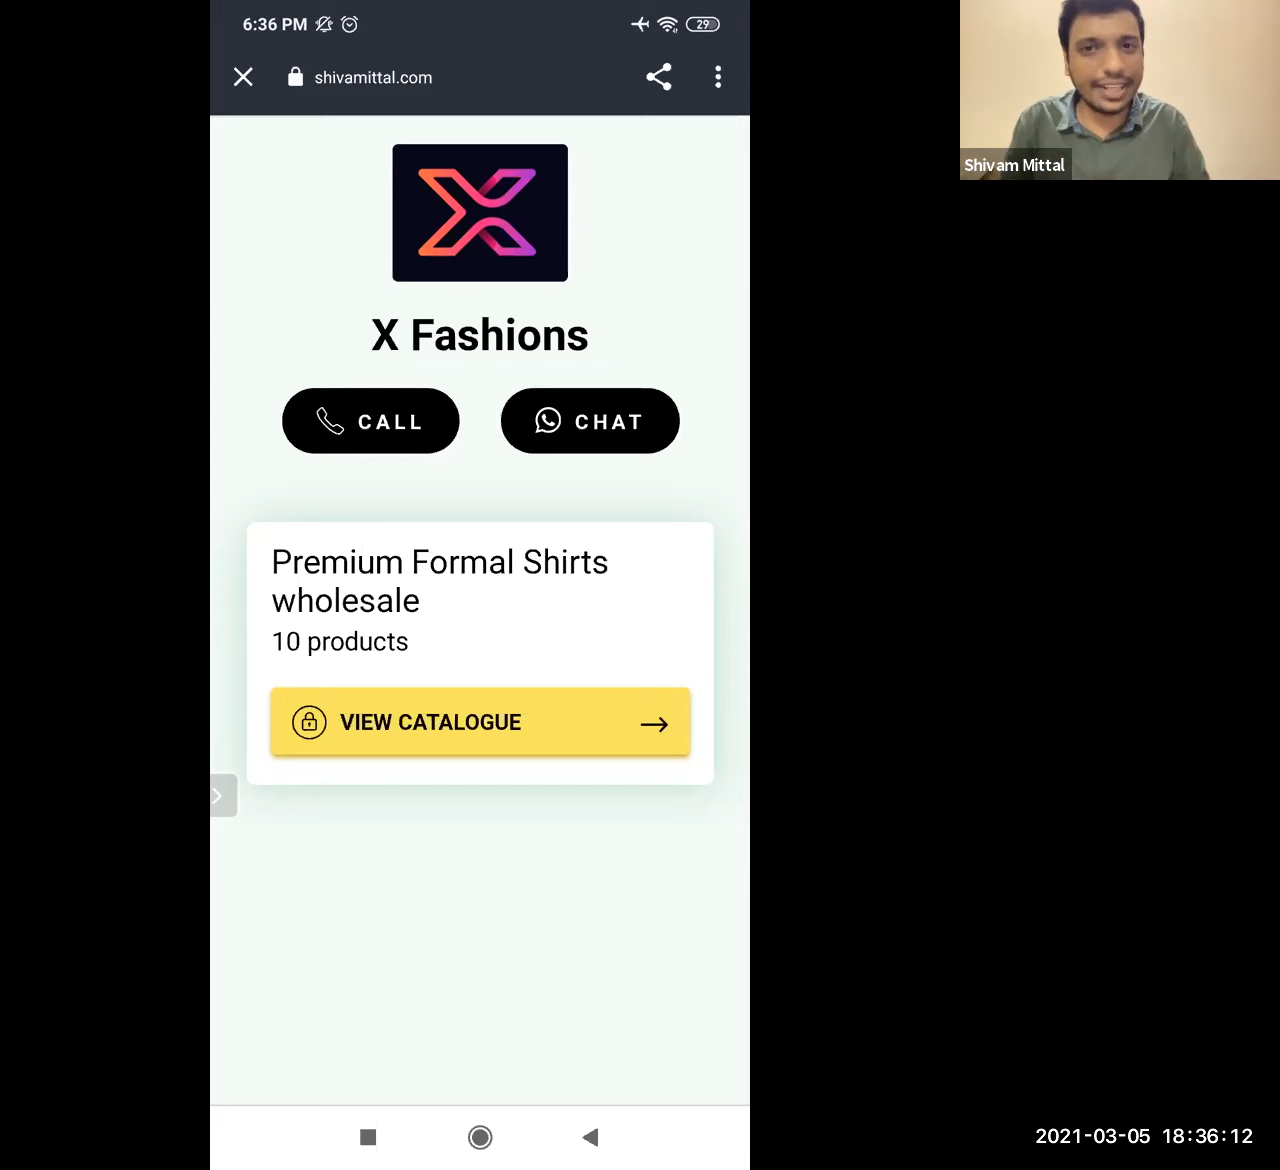 6:36 PM
29
shivamittal.com
X Fashions
CALL
CHAT
Premium Formal Shirts
wholesale
10 products
VIEW CATALOGUE
Shivam Mittal
2021-03-05 18:36:12